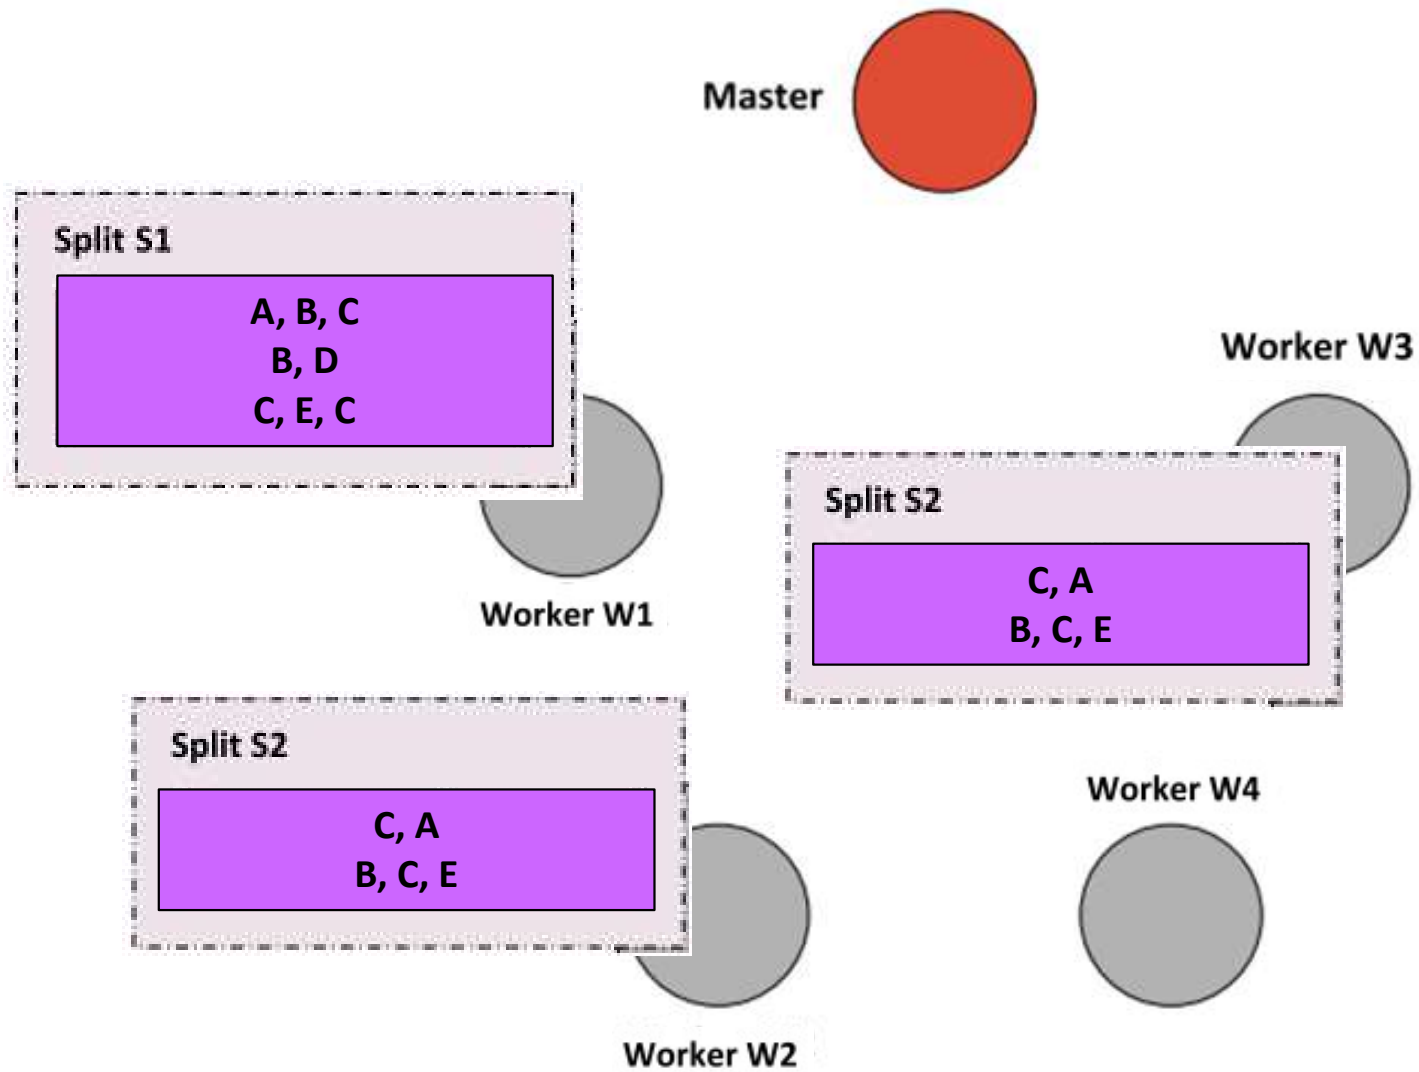 Master
Split S1
A, B, C
B, D
C, E, C
Worker W1
Worker W3
Split S2
C, A
B, C, E
Split S2
C, A
B, C, E
Worker W2
Worker W4